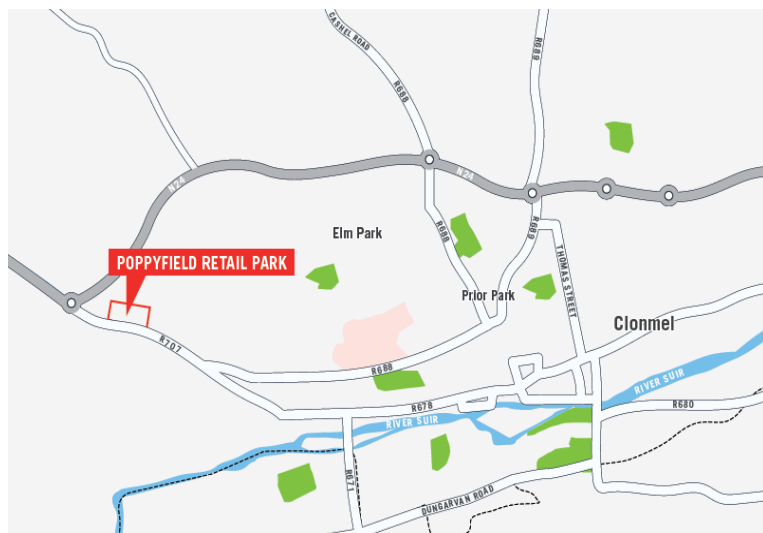 CASHEL ROAD
R688
R689
N24
N24
Elm Park
R688
R689
POPPYFIELD RETAIL PARK
THOMAS STREET
Prior Park
Clonmel
R707
R688
RIVER SUIR
R678
RIVER SUIR
R680
R671
DUNGARVAN ROAD